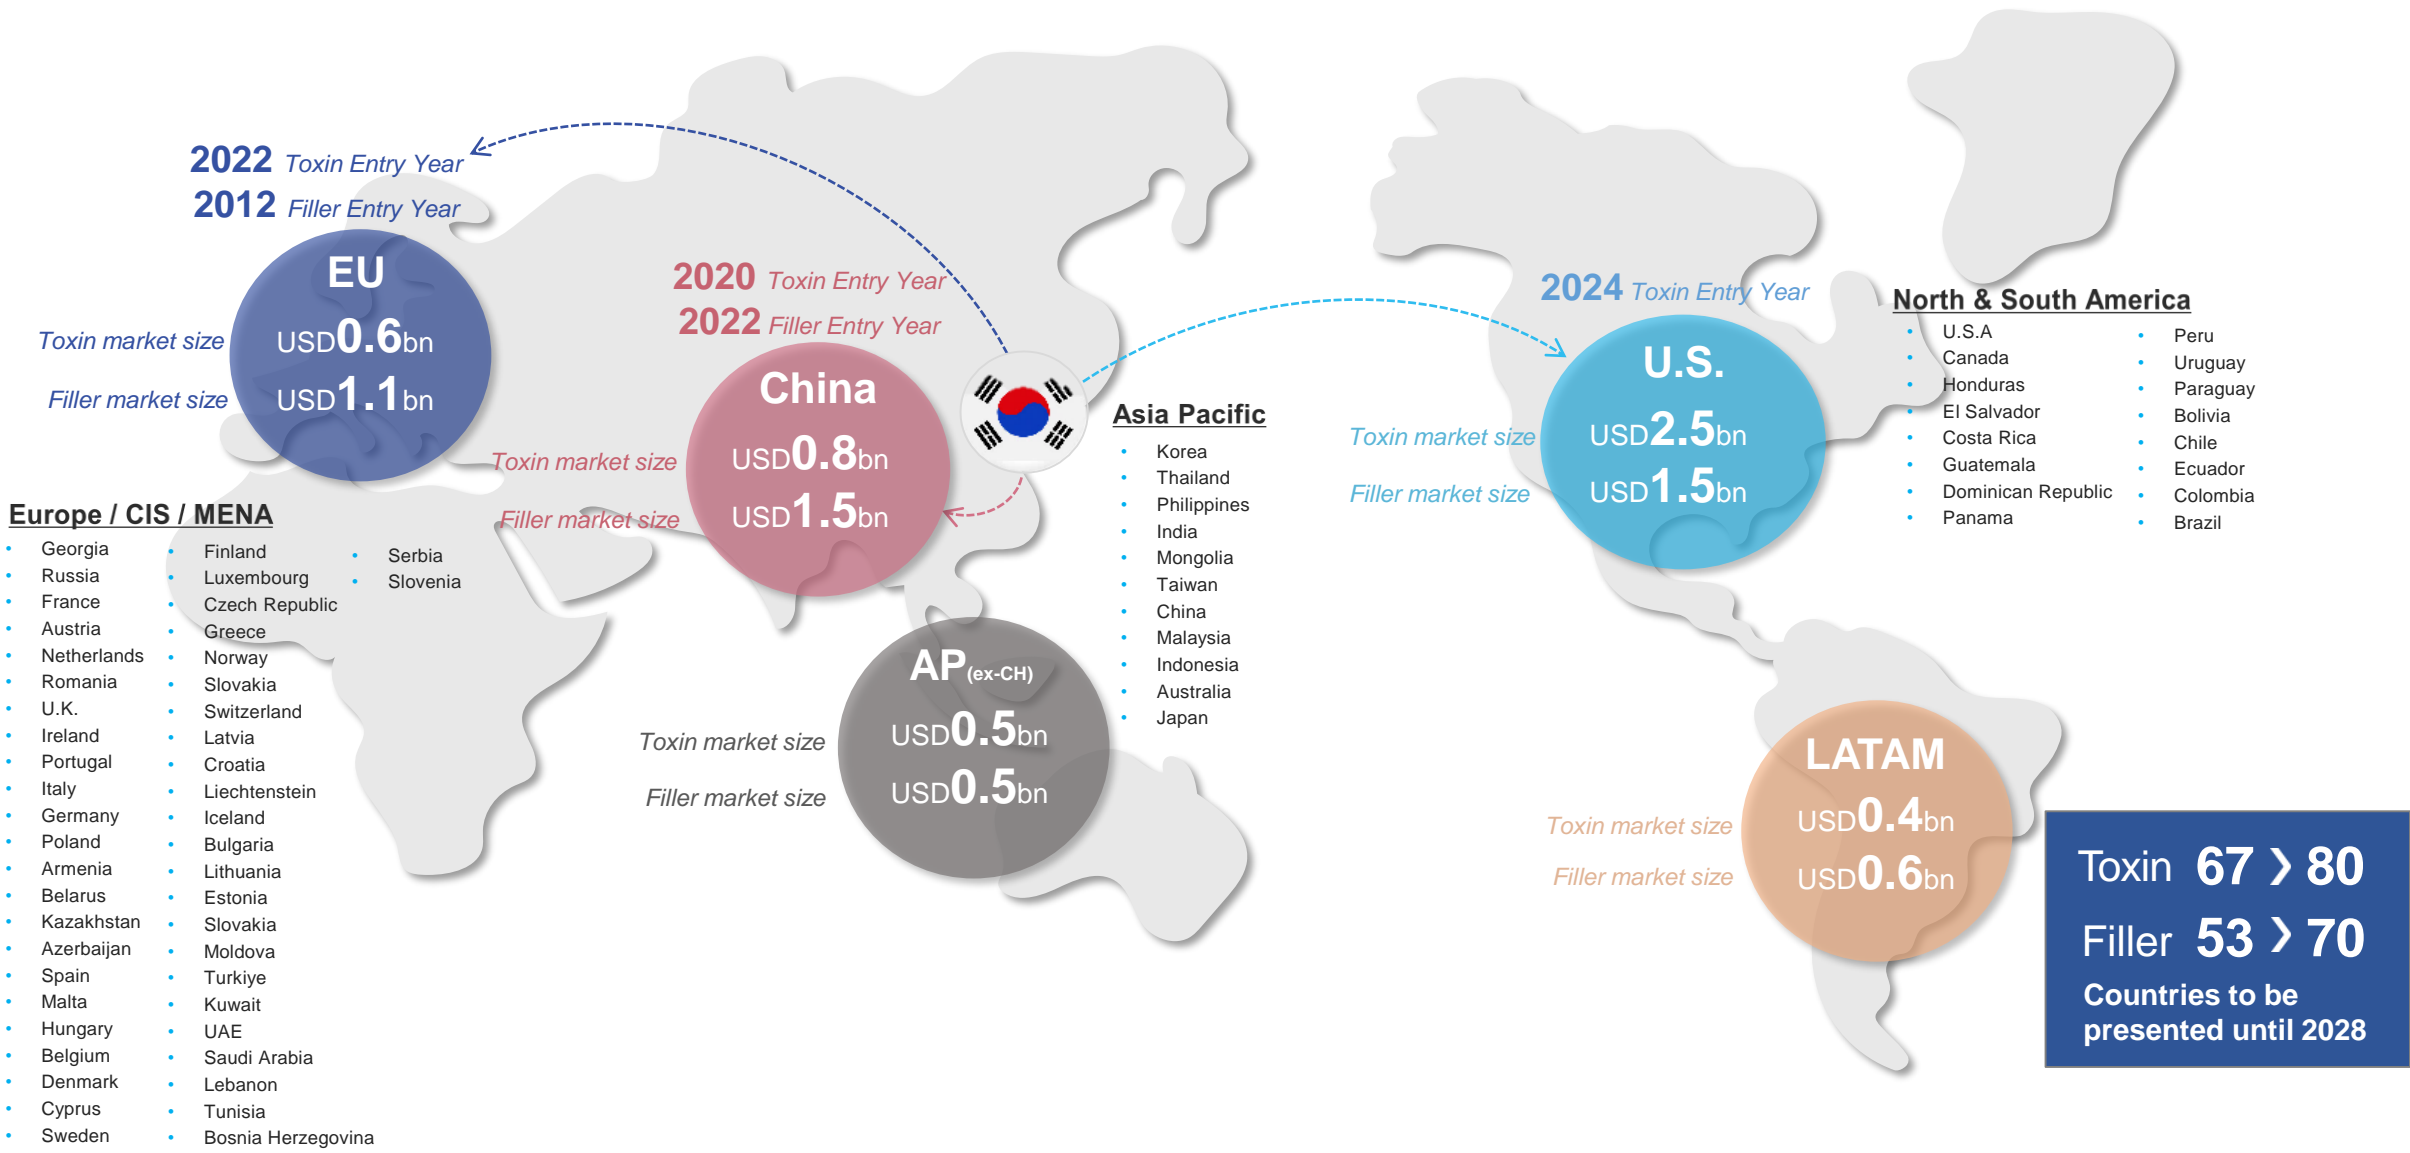 2022 Toxin Entry Year
2012 Filler Entry Year
EU
Toxin market size USD0.6bn
Filler market size USD1.1bn
2020 Toxin Entry Year
2022 Filler Entry Year
China
Toxin market size USD0.8bn
Filler market size USD1.5bn
2024 Toxin Entry Year
U.S.
Toxin market size USD2.5bn
Filler market size USD1.5bn
AP(ex-CH)
Toxin market size USD0.5bn
Filler market size USD0.5bn
LATAM
Toxin market size USD0.4bn
Filler market size USD0.6bn
Europe / CIS / MENA
• Georgia
• Russia
• France
• Austria
• Netherlands
• Romania
• U.K.
• Ireland
• Portugal
• Italy
• Germany
• Poland
• Armenia
• Belarus
• Kazakhstan
• Azerbaijan
• Spain
• Malta
• Hungary
• Belgium
• Denmark
• Cyprus
• Sweden
• Finland
• Luxembourg
• Czech Republic
• Greece
• Norway
• Slovakia
• Switzerland
• Latvia
• Croatia
• Liechtenstein
• Iceland
• Bulgaria
• Lithuania
• Estonia
• Slovakia
• Moldova
• Turkiye
• Kuwait
• UAE
• Saudi Arabia
• Lebanon
• Tunisia
• Bosnia Herzegovina
• Serbia
• Slovenia
Asia Pacific
• Korea
• Thailand
• Philippines
• India
• Mongolia
• Taiwan
• China
• Malaysia
• Indonesia
• Australia
• Japan
North & South America
• U.S.A
• Canada
• Honduras
• El Salvador
• Costa Rica
• Guatemala
• Dominican Republic
• Panama
• Peru
• Uruguay
• Paraguay
• Bolivia
• Chile
• Ecuador
• Colombia
• Brazil
Toxin 67 > 80
Filler 53 > 70
Countries to be
presented until 2028